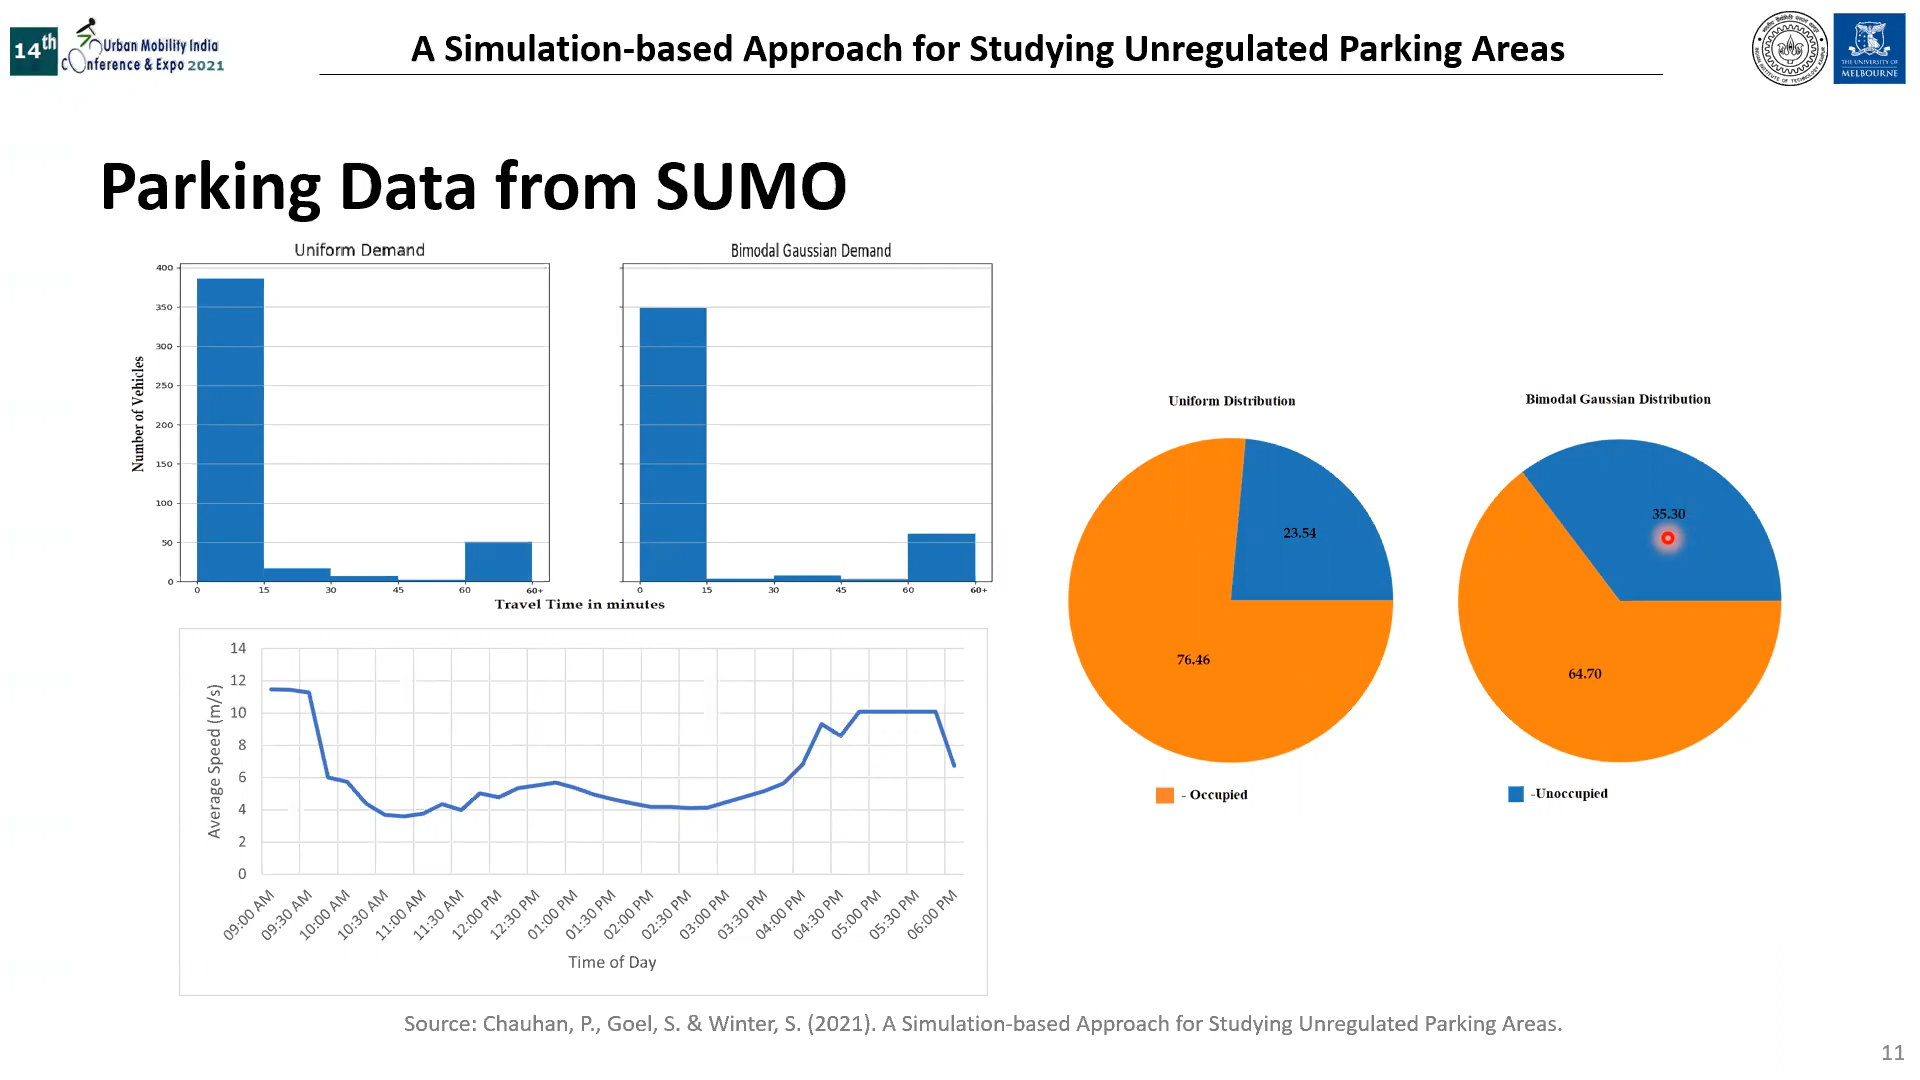 14th
Urban Mobility India
Conference & Expo 2021
A Simulation-based Approach for Studying Unregulated Parking Areas
THE UNIVERSITY OF
MELBOURNE
Parking Data from SUMO
Uniform Demand
Bimodal Gaussian Demand
Number of Vehicles
400
350
300
250
200
150
100
50
0
0 15 30 45 60 60+
0 15 30 45 60 60+
Travel Time in minutes
Average Speed (m/s)
14
12
10
8
6
4
2
0
09:00 AM 09:30 AM 10:00 AM 10:30 AM 11:00 AM 11:30 AM 12:00 PM 12:30 PM 01:00 PM 01:30 PM 02:00 PM 02:30 PM 03:00 PM 03:30 PM 04:00 PM 04:30 PM 05:00 PM 05:30 PM 06:00 PM
Time of Day
Uniform Distribution
23.54
76.46
Bimodal Gaussian Distribution
35.30
64.70
- Occupied
-Unoccupied
Source: Chauhan, P., Goel, S. & Winter, S. (2021). A Simulation-based Approach for Studying Unregulated Parking Areas.
11